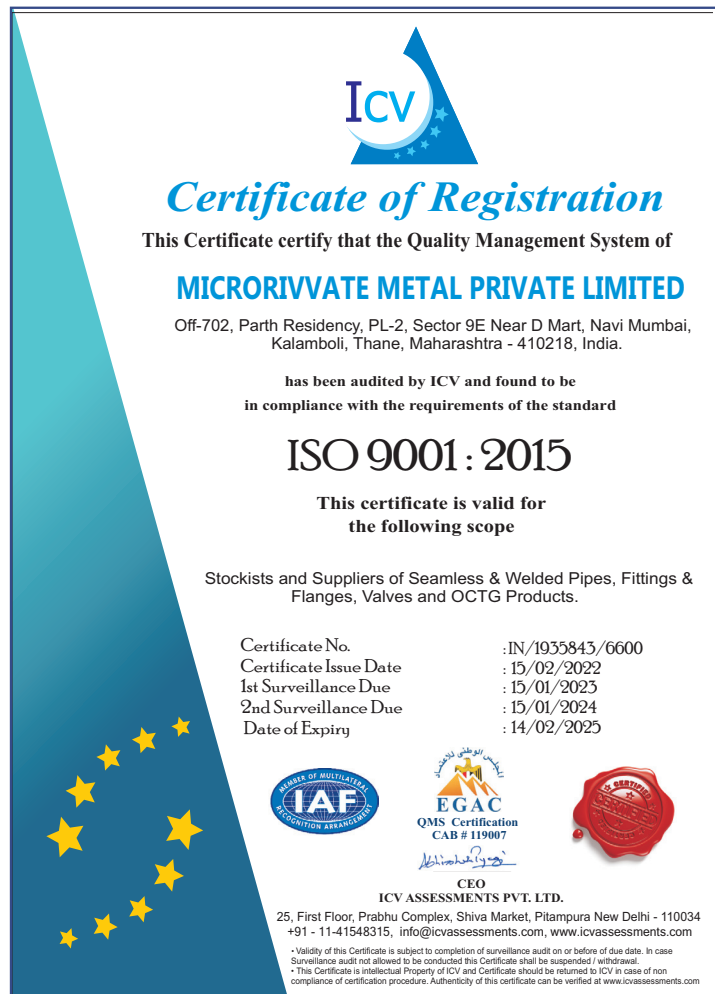 ICV
Certificate of Registration
This Certificate certify that the Quality Management System of
MICRORIVVATE METAL PRIVATE LIMITED
Off-702, Parth Residency, PL-2, Sector 9E Near D Mart, Navi Mumbai,
Kalamboli, Thane, Maharashtra - 410218, India.
has been audited by ICV and found to be
in compliance with the requirements of the standard
ISO 9001 : 2015
This certificate is valid for
the following scope
Stockists and Suppliers of Seamless & Welded Pipes, Fittings &
Flanges, Valves and OCTG Products.
Certificate No. : IN/1935843/6600
Certificate Issue Date : 15/02/2022
1st Surveillance Due : 15/01/2023
2nd Surveillance Due : 15/01/2024
Date of Expiry : 14/02/2025
MEMBER OF MULTILATERAL
IAF
RECOGNITION ARRANGEMENT
المجلس الوطنى للاعتماد
EGAC
QMS Certification
CAB # 119007
CERTIFIED
CEO
ICV ASSESSMENTS PVT. LTD.
25, First Floor, Prabhu Complex, Shiva Market, Pitampura New Delhi - 110034
+91 - 11-41548315, info@icvassessments.com, www.icvassessments.com
• Validity of this Certificate is subject to completion of surveillance audit on or before of due date. In case
Surveillance audit not allowed to be conducted this Certificate shall be suspended / withdrawal.
• This Certificate is intellectual Property of ICV and Certificate should be returned to ICV in case of non
compliance of certification procedure. Authenticity of this certificate can be verified at www.icvassessments.com